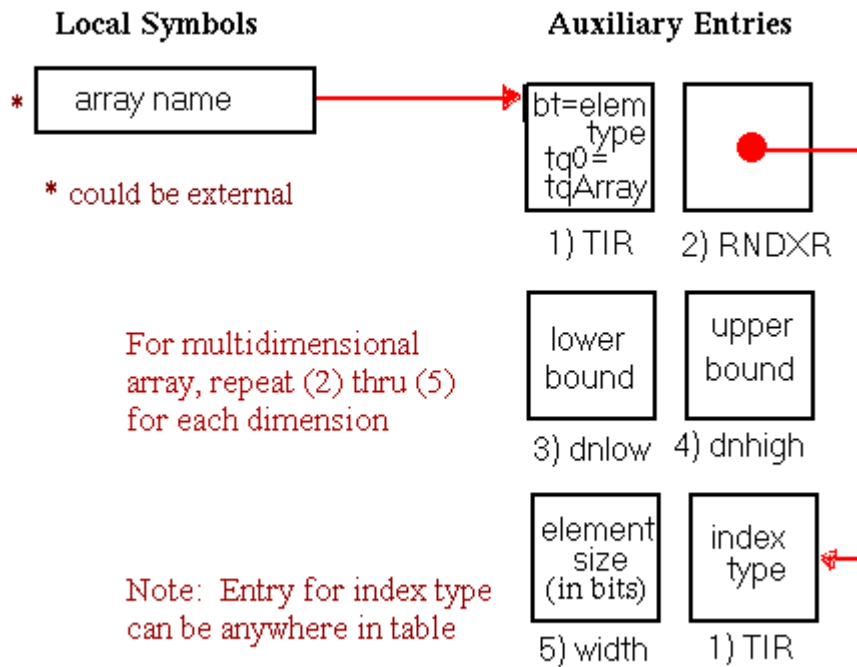 Local Symbols
Auxiliary Entries
* array name
bt=elem
type
tq0=
tqArray
* could be external
1) TIR
2) RNDXR
For multidimensional
array, repeat (2) thru (5)
for each dimension
lower
bound
upper
bound
3) dnlow
4) dnhigh
element
size
(in bits)
index
type
Note: Entry for index type
can be anywhere in table
5) width
1) TIR